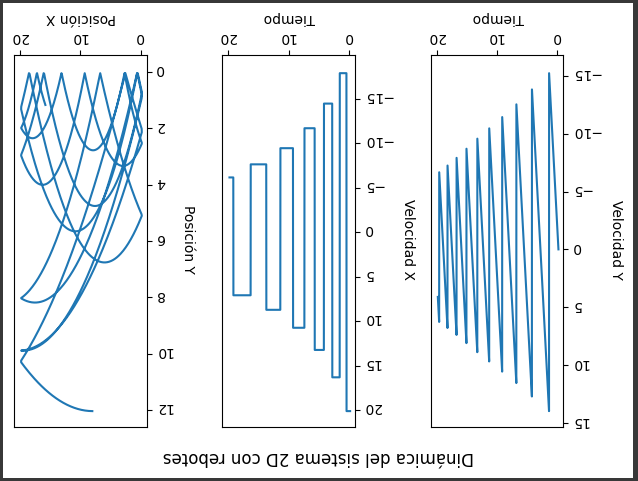 Dinámica del sistema 2D con rebotes
Velocidad Y
15
10
5
0
−5
−10
−15
0 10 20
Tiempo
Velocidad X
20
15
10
5
0
−5
−10
−15
0 10 20
Tiempo
Posición Y
12
10
8
6
4
2
0
0 10 20
Posición X